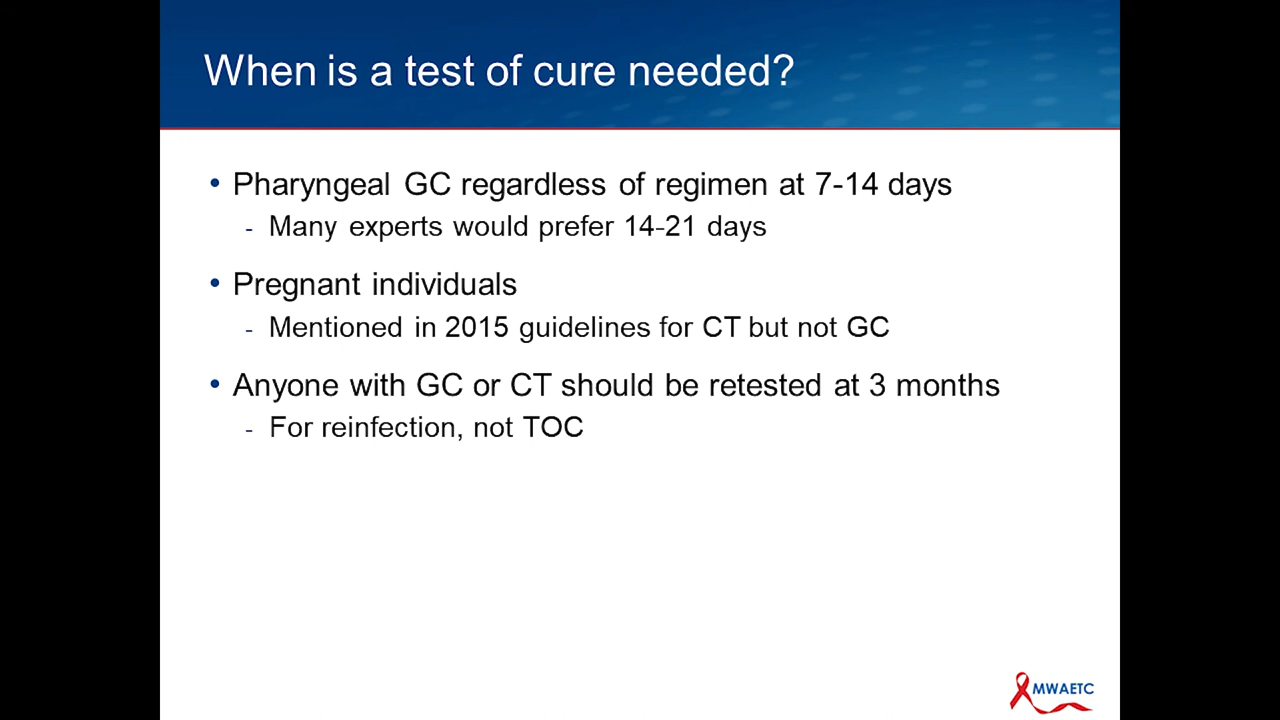 When is a test of cure needed?
• Pharyngeal GC regardless of regimen at 7-14 days
- Many experts would prefer 14-21 days
• Pregnant individuals
- Mentioned in 2015 guidelines for CT but not GC
• Anyone with GC or CT should be retested at 3 months
- For reinfection, not TOC
MWAETC